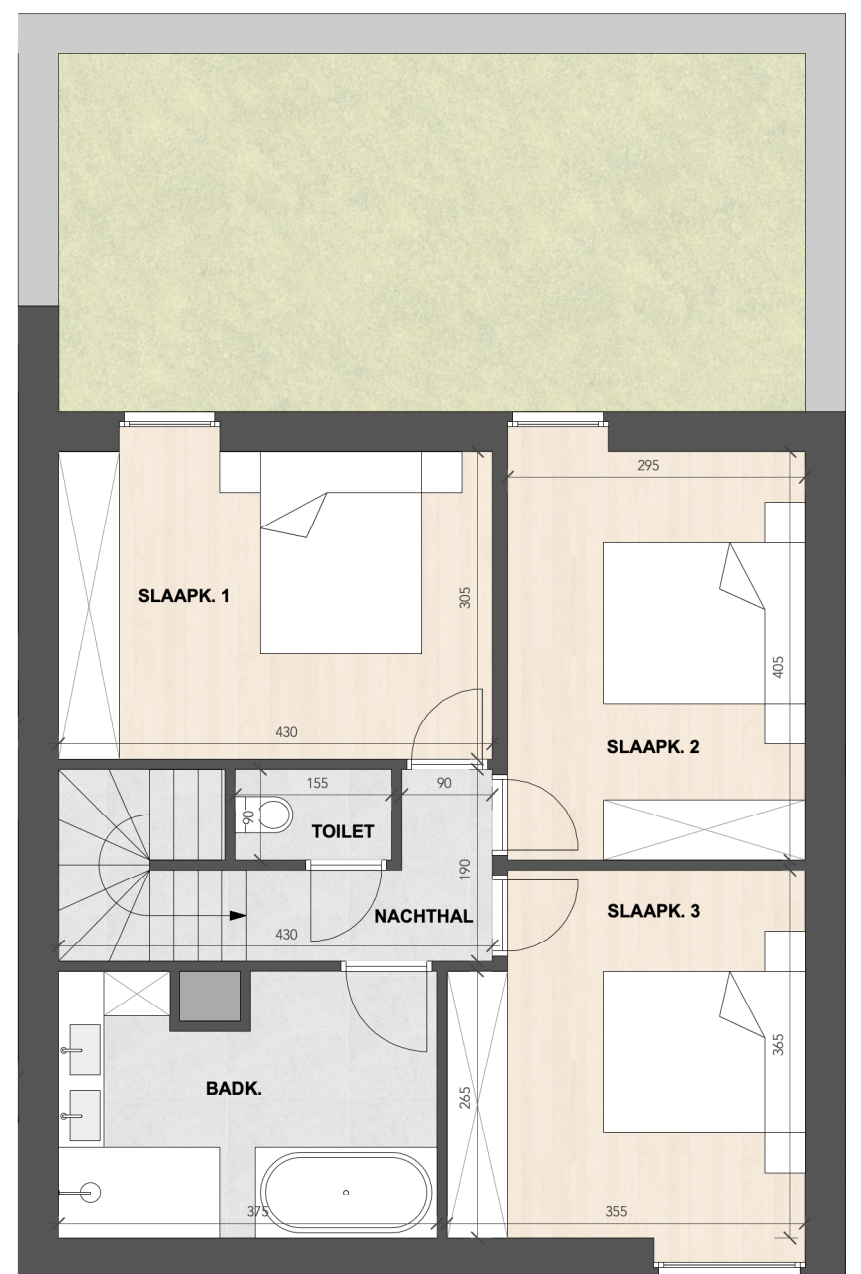 295
SLAAPK. 1
305
405
430
SLAAPK. 2
155
90
90
TOILET
190
SLAAPK. 3
NACHTHAL
430
365
BADK.
265
375
355